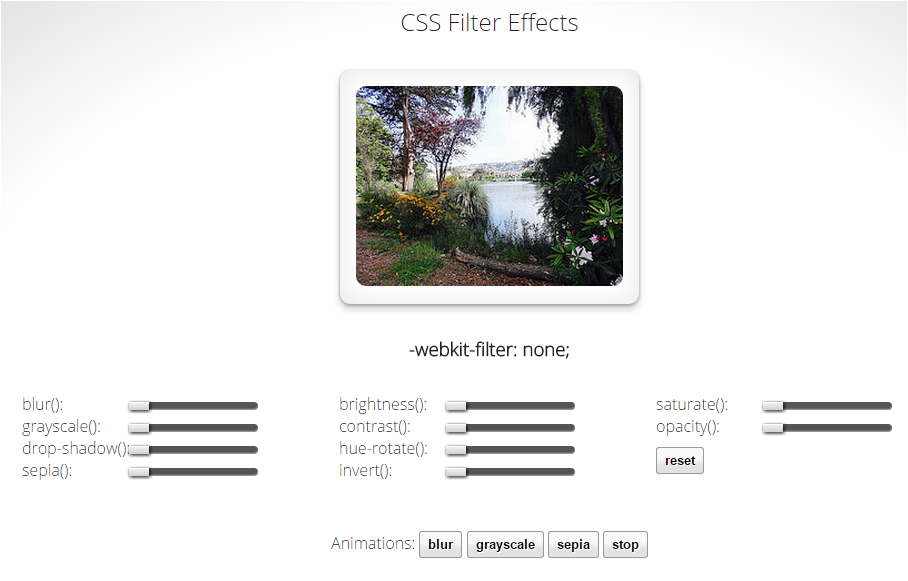 CSS Filter Effects
-webkit-filter: none;
blur():
grayscale():
drop-shadow():
sepia():
brightness():
contrast():
hue-rotate():
invert():
saturate():
opacity():
reset
Animations: blur grayscale sepia stop